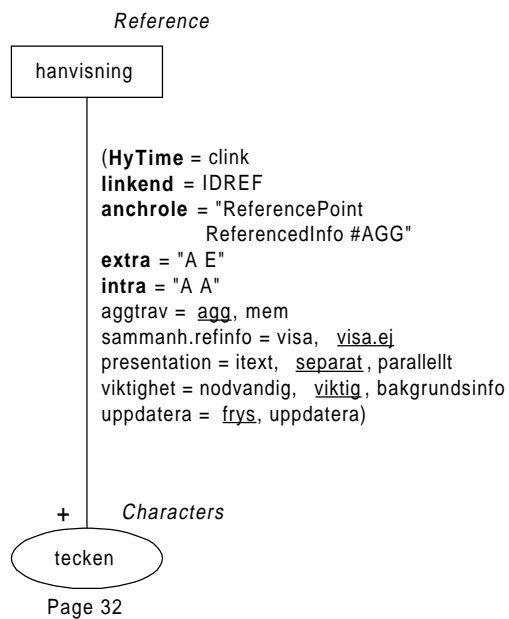 Reference
hanvisning
(HyTime = clink
linkend = IDREF
anchrole = "ReferencePoint
ReferencedInfo #AGG"
extra = "A E"
intra = "A A"
aggtrav = agg, mem
sammanh.refinfo = visa, visa.ej
presentation = itext, separat, parallellt
viktighet = nodvandig, viktig, bakgrundsinfo
uppdatera = frys, uppdatera)
+ Characters
tecken
Page 32